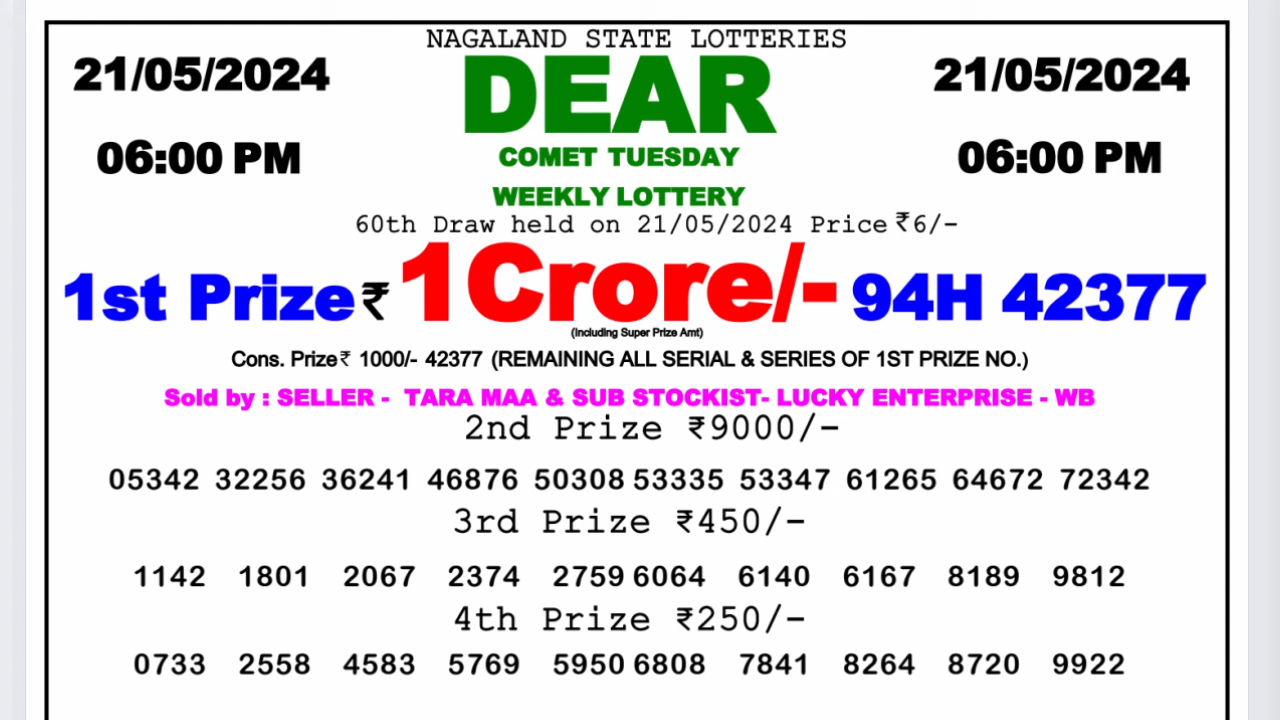 NAGALAND STATE LOTTERIES
21/05/2024 DEAR 21/05/2024
06:00 PM COMET TUESDAY 06:00 PM
WEEKLY LOTTERY
60th Draw held on 21/05/2024 Price ₹6/-
1st Prize ₹ 1Crore/- 94H 42377
(Including Super Prize Amt)
Cons. Prize ₹ 1000/- 42377 (REMAINING ALL SERIAL & SERIES OF 1ST PRIZE NO.)
Sold by : SELLER - TARA MAA & SUB STOCKIST- LUCKY ENTERPRISE - WB
2nd Prize ₹9000/-
05342 32256 36241 46876 50308 53335 53347 61265 64672 72342
3rd Prize ₹450/-
1142 1801 2067 2374 2759 6064 6140 6167 8189 9812
4th Prize ₹250/-
0733 2558 4583 5769 5950 6808 7841 8264 8720 9922